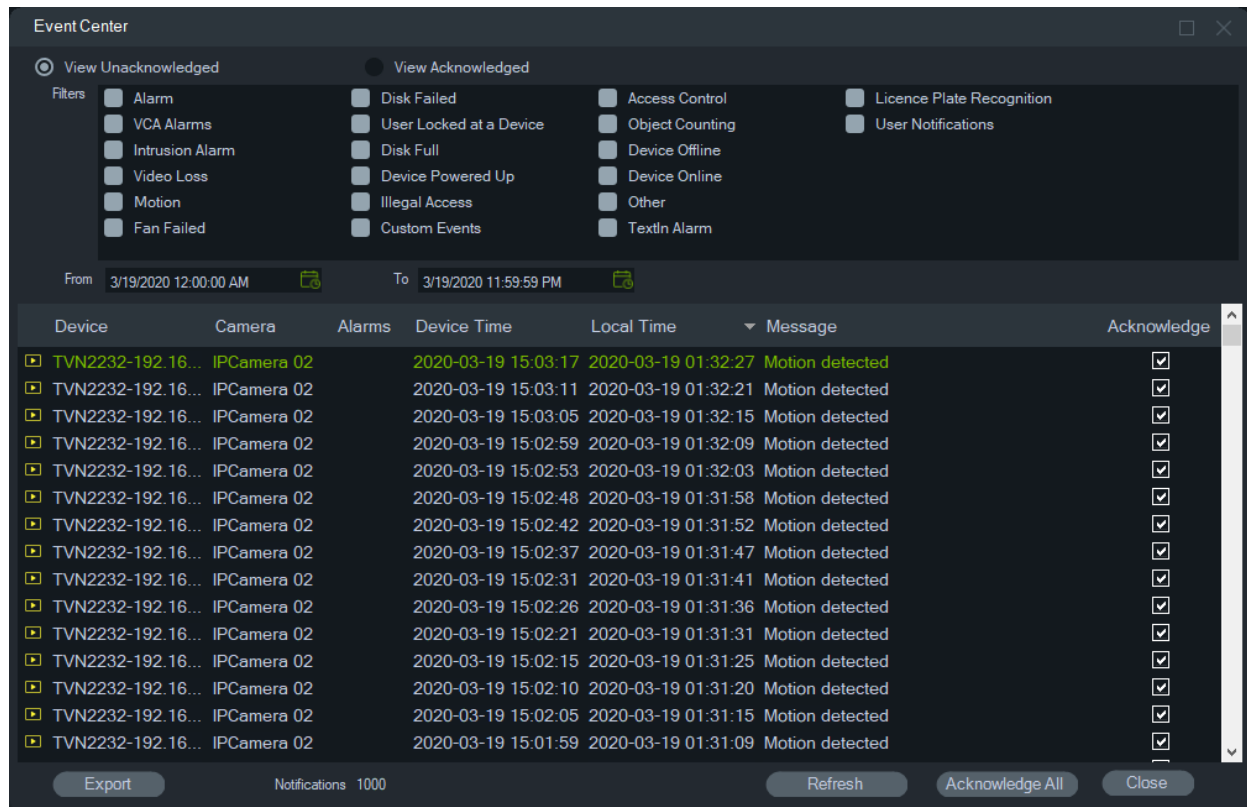 Event Center
View Unacknowledged View Acknowledged
Filters Alarm Disk Failed Access Control Licence Plate Recognition
VCA Alarms User Locked at a Device Object Counting User Notifications
Intrusion Alarm Disk Full Device Offline
Video Loss Device Powered Up Device Online
Motion Illegal Access Other
Fan Failed Custom Events TextIn Alarm
From 3/19/2020 12:00:00 AM To 3/19/2020 11:59:59 PM
Device Camera Alarms Device Time Local Time Message Acknowledge
TVN2232-192.16... IPCamera 02 2020-03-19 15:03:17 2020-03-19 01:32:27 Motion detected
TVN2232-192.16... IPCamera 02 2020-03-19 15:03:11 2020-03-19 01:32:21 Motion detected
TVN2232-192.16... IPCamera 02 2020-03-19 15:03:05 2020-03-19 01:32:15 Motion detected
TVN2232-192.16... IPCamera 02 2020-03-19 15:02:59 2020-03-19 01:32:09 Motion detected
TVN2232-192.16... IPCamera 02 2020-03-19 15:02:53 2020-03-19 01:32:03 Motion detected
TVN2232-192.16... IPCamera 02 2020-03-19 15:02:48 2020-03-19 01:31:58 Motion detected
TVN2232-192.16... IPCamera 02 2020-03-19 15:02:42 2020-03-19 01:31:52 Motion detected
TVN2232-192.16... IPCamera 02 2020-03-19 15:02:37 2020-03-19 01:31:47 Motion detected
TVN2232-192.16... IPCamera 02 2020-03-19 15:02:31 2020-03-19 01:31:41 Motion detected
TVN2232-192.16... IPCamera 02 2020-03-19 15:02:26 2020-03-19 01:31:36 Motion detected
TVN2232-192.16... IPCamera 02 2020-03-19 15:02:21 2020-03-19 01:31:31 Motion detected
TVN2232-192.16... IPCamera 02 2020-03-19 15:02:15 2020-03-19 01:31:25 Motion detected
TVN2232-192.16... IPCamera 02 2020-03-19 15:02:10 2020-03-19 01:31:20 Motion detected
TVN2232-192.16... IPCamera 02 2020-03-19 15:02:05 2020-03-19 01:31:15 Motion detected
TVN2232-192.16... IPCamera 02 2020-03-19 15:01:59 2020-03-19 01:31:09 Motion detected
Export Notifications 1000 Refresh Acknowledge All Close